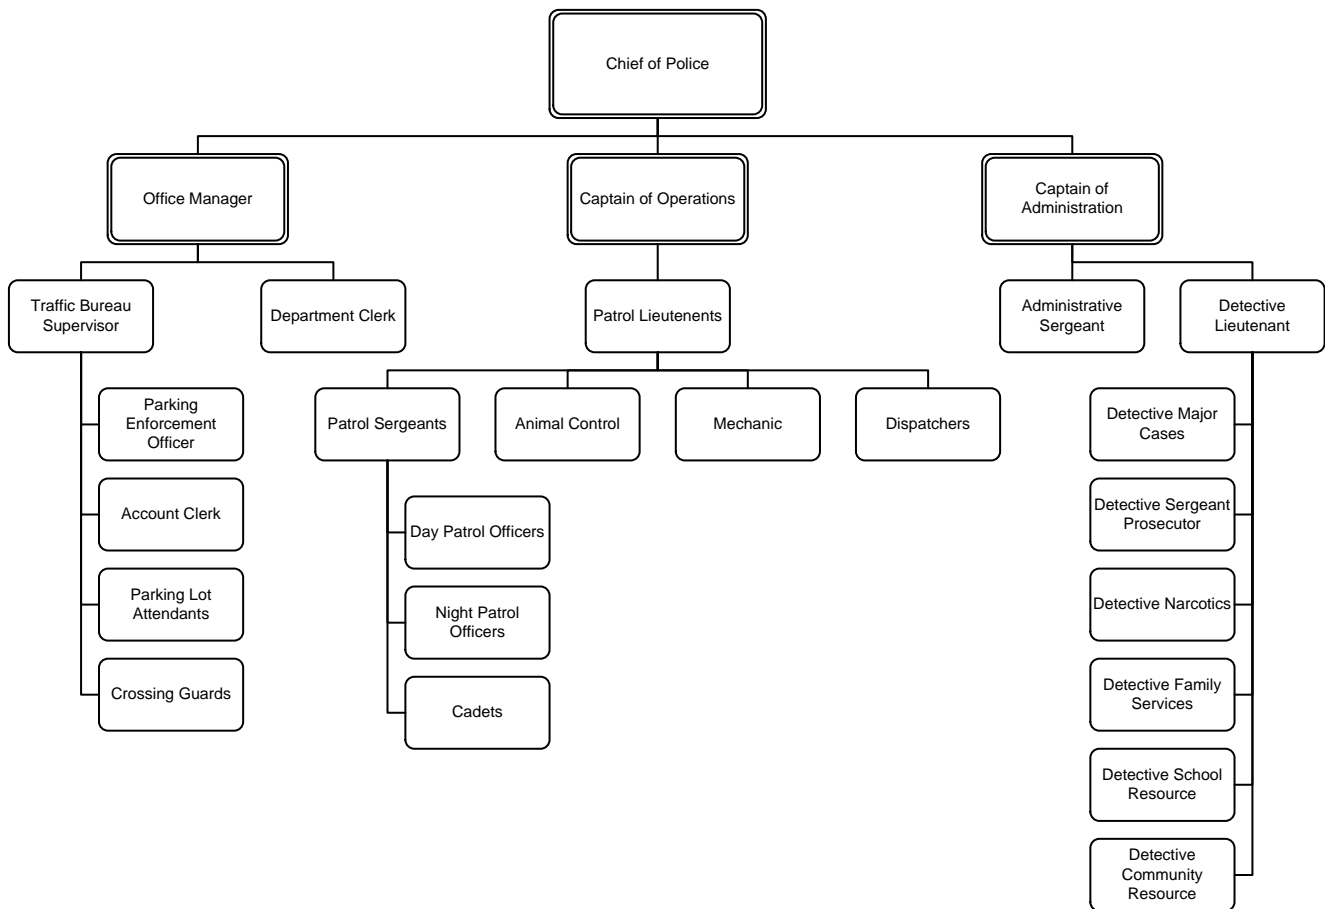 Chief of Police
Office Manager
Captain of Operations
Captain of
Administration
Traffic Bureau
Supervisor
Department Clerk
Patrol Lieutenents
Administrative
Sergeant
Detective
Lieutenant
Parking
Enforcement
Officer
Account Clerk
Parking Lot
Attendants
Crossing Guards
Patrol Sergeants
Animal Control
Mechanic
Dispatchers
Day Patrol Officers
Night Patrol
Officers
Cadets
Detective Major
Cases
Detective Sergeant
Prosecutor
Detective Narcotics
Detective Family
Services
Detective School
Resource
Detective
Community
Resource